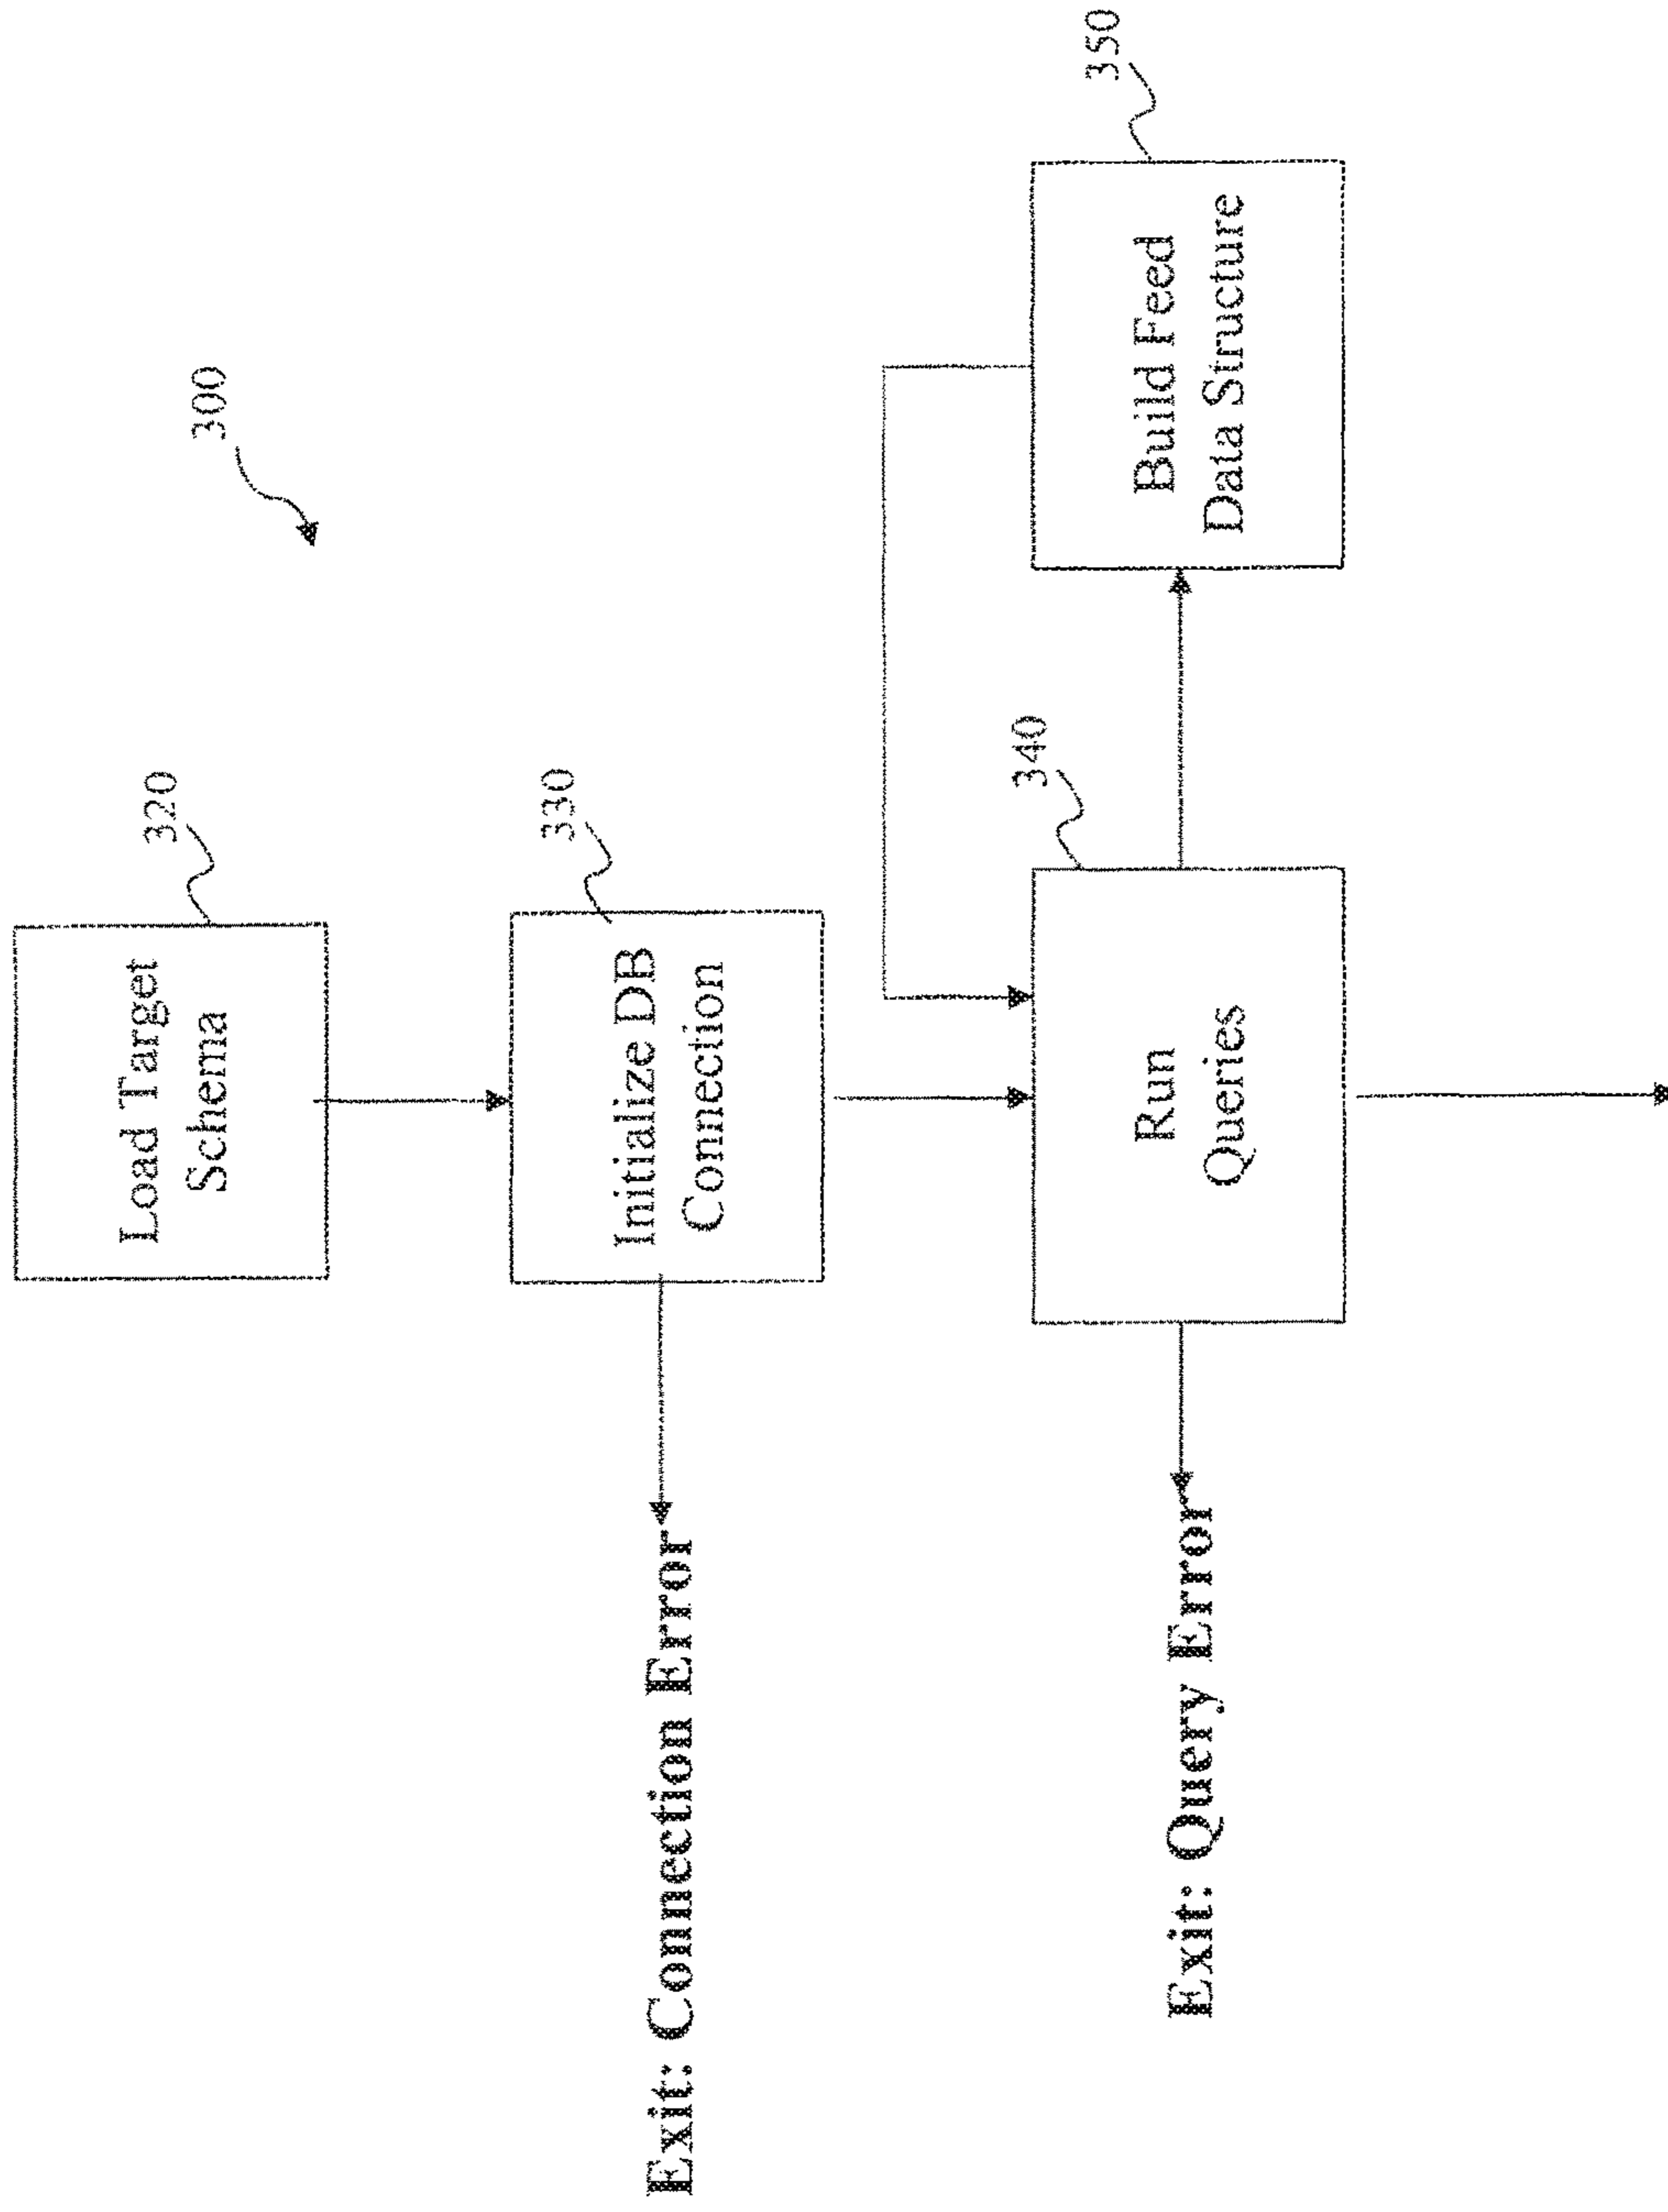 300
320
Load Target
Schema
330
Initialize DB
Connection
Exit: Connection Error
340
Run
Queries
Exit: Query Error
350
Build Feed
Data Structure